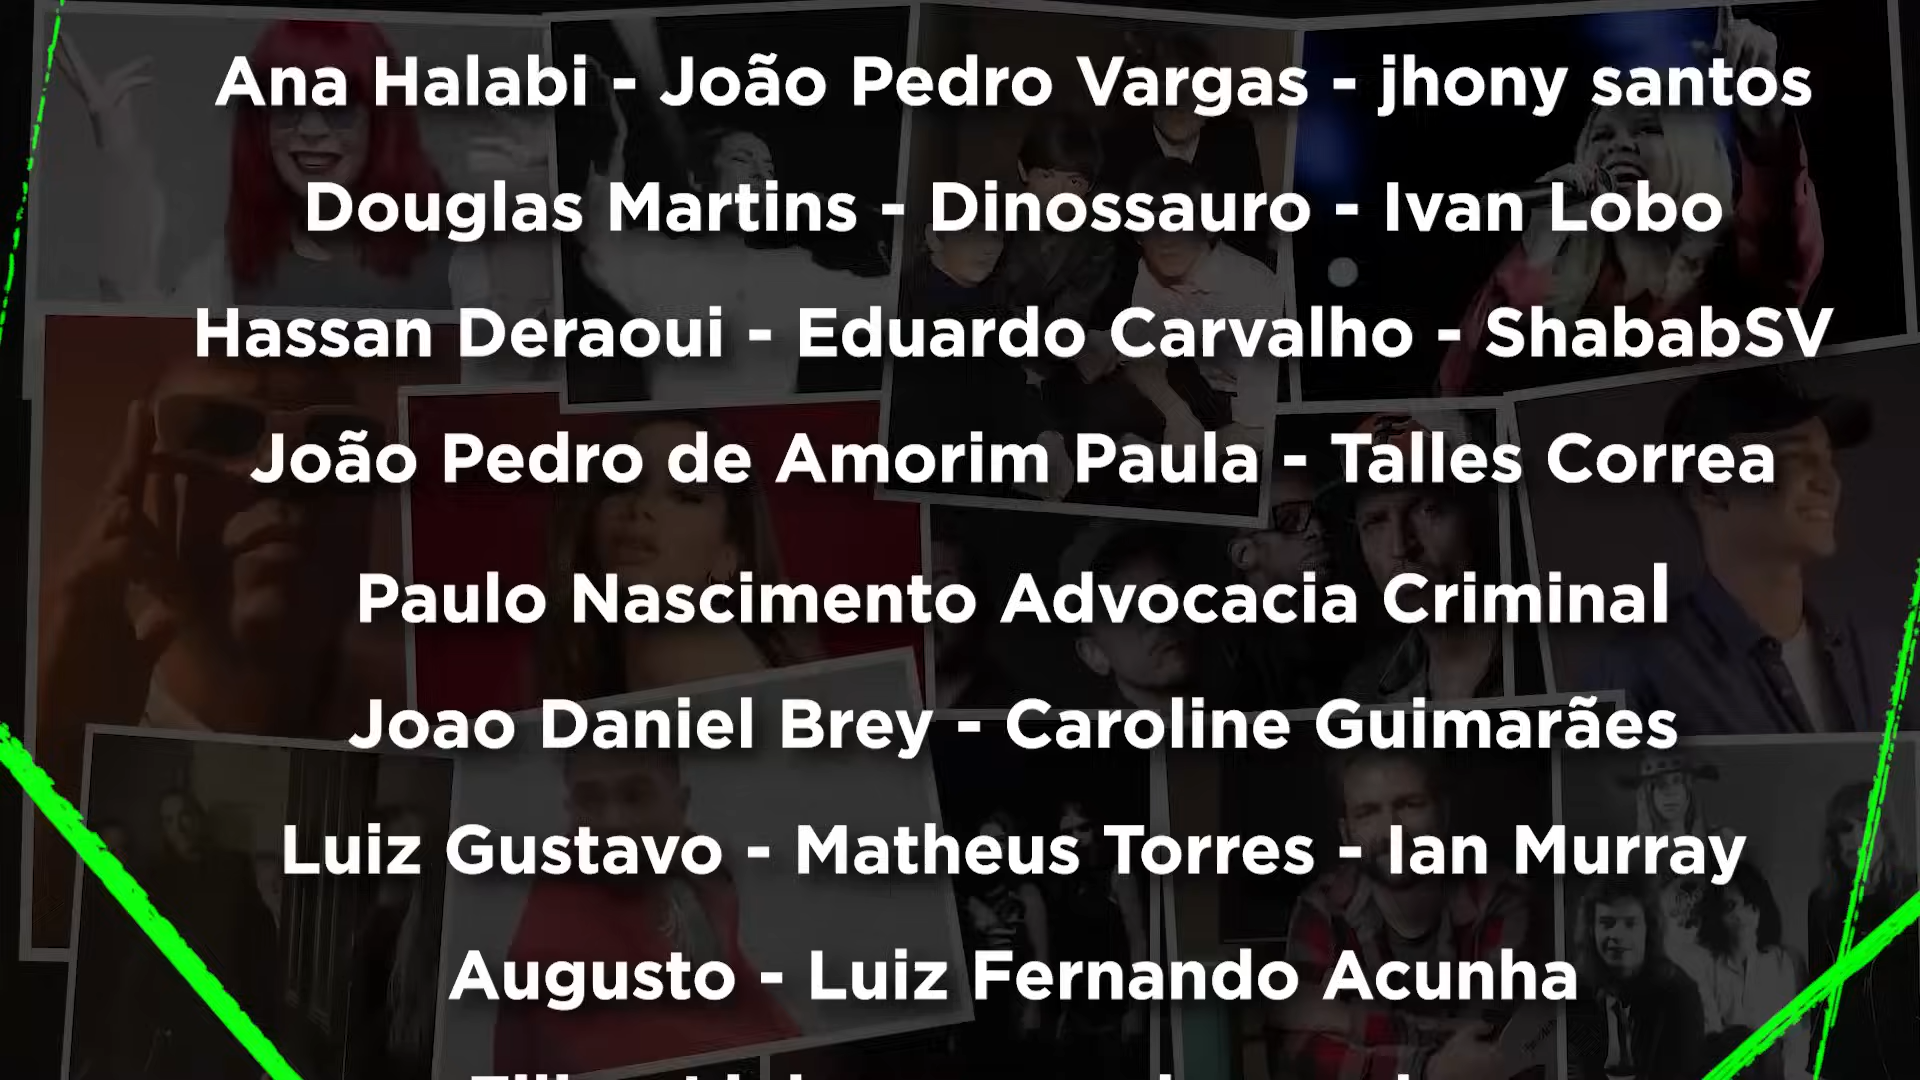 Ana Halabi - João Pedro Vargas - jhony santos
Douglas Martins - Dinossauro - Ivan Lobo
Hassan Deraoui - Eduardo Carvalho - ShababSV
João Pedro de Amorim Paula - Talles Correa
Paulo Nascimento Advocacia Criminal
Joao Daniel Brey - Caroline Guimarães
Luiz Gustavo - Matheus Torres - Ian Murray
Augusto - Luiz Fernando Acunha